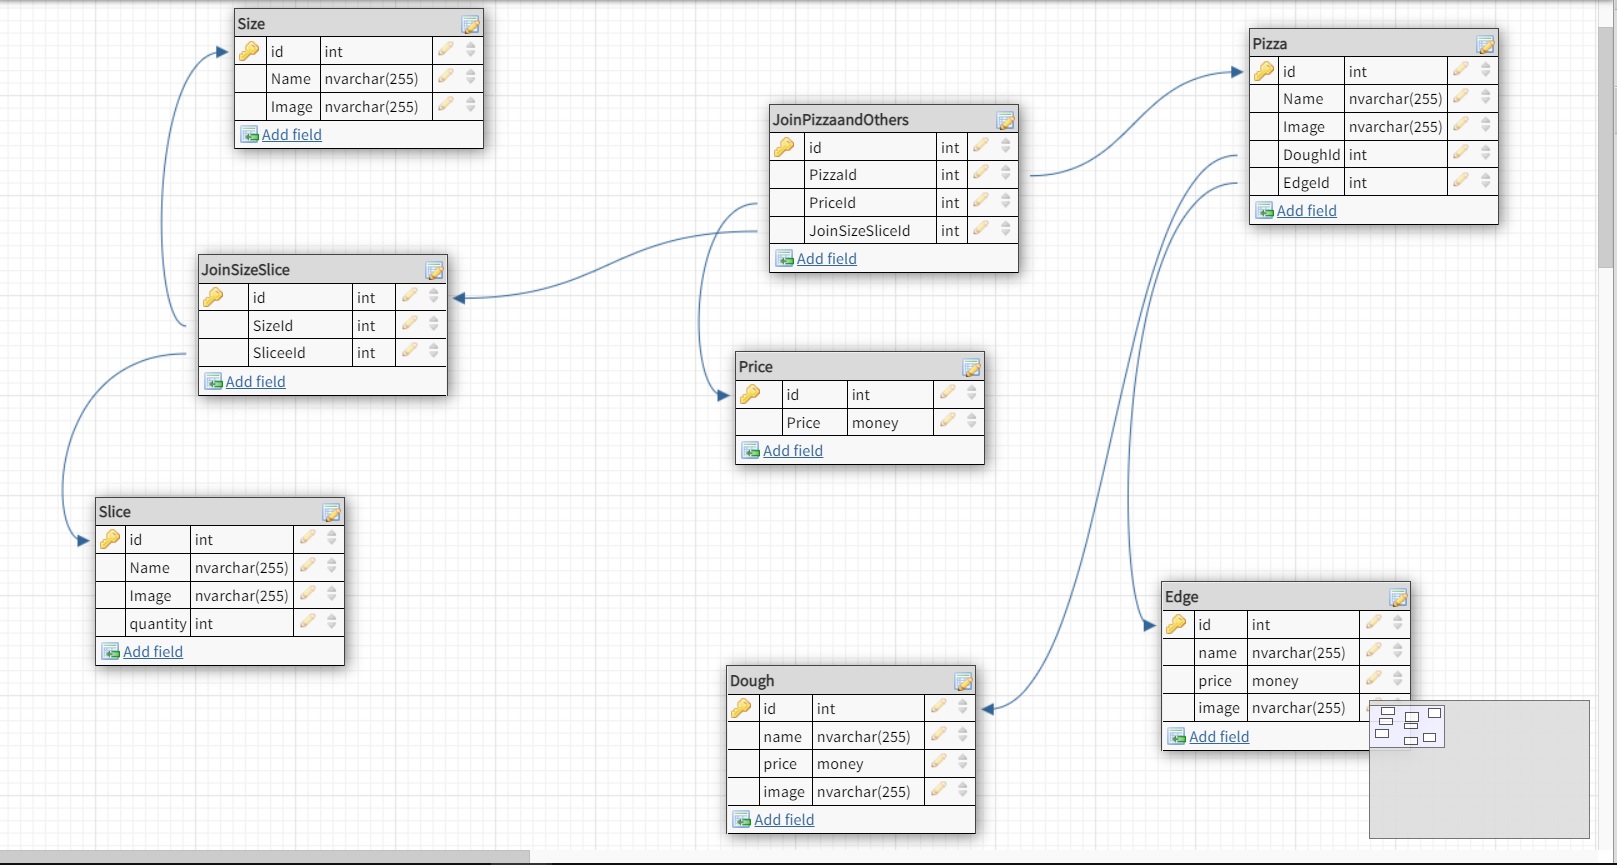 Size
id int
Name nvarchar(255)
Image nvarchar(255)
Add field
Pizza
id int
Name nvarchar(255)
Image nvarchar(255)
DoughId int
EdgeId int
Add field
JoinPizzaandOthers
id int
PizzaId int
PriceId int
JoinSizeSliceId int
Add field
JoinSizeSlice
id int
SizeId int
SliceeId int
Add field
Price
id int
Price money
Add field
Slice
id int
Name nvarchar(255)
Image nvarchar(255)
quantity int
Add field
Edge
id int
name nvarchar(255)
price money
image nvarchar(255)
Add field
Dough
id int
name nvarchar(255)
price money
image nvarchar(255)
Add field